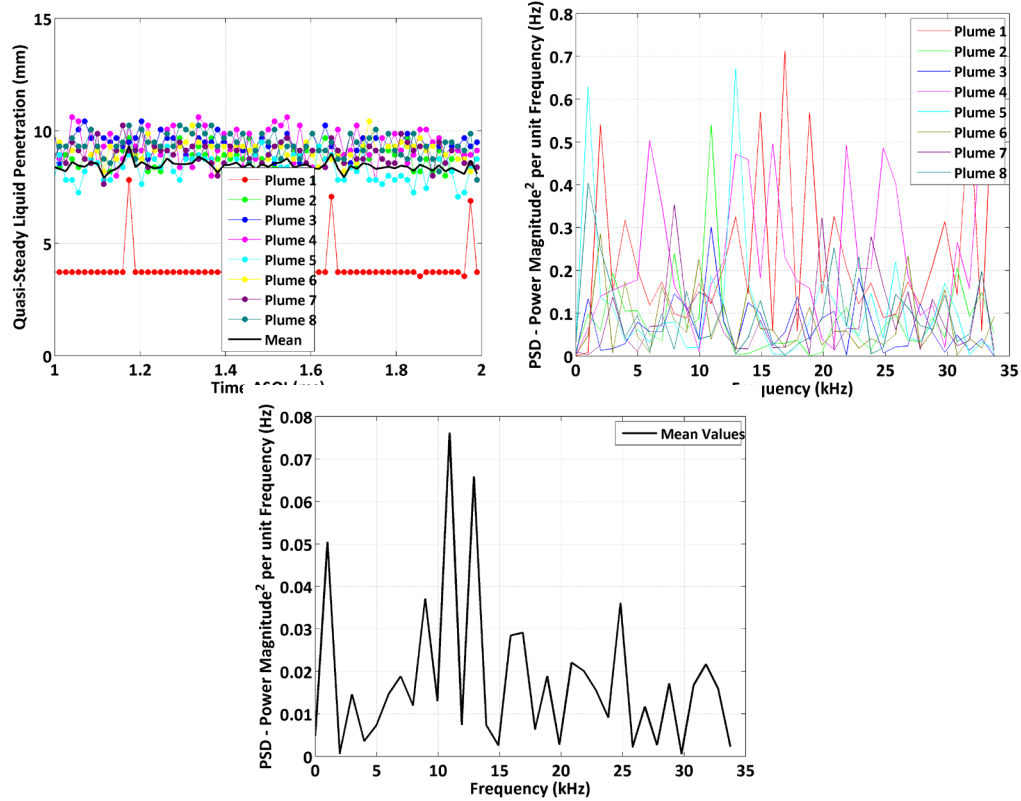 Quasi-Steady Liquid Penetration (mm)
15
10
5
0
1
1.2
1.4
1.6
1.8
2
Plume 1
Plume 2
Plume 3
Plume 4
Plume 5
Plume 6
Plume 7
Plume 8
Mean
PSD - Power Magnitude² per unit Frequency (Hz)
0.8
0.7
0.6
0.5
0.4
0.3
0.2
0.1
0
0
5
10
15
20
25
30
35
Plume 1
Plume 2
Plume 3
Plume 4
Plume 5
Plume 6
Plume 7
Plume 8
Frequency (kHz)
PSD - Power Magnitude² per unit Frequency (Hz)
0.08
0.07
0.06
0.05
0.04
0.03
0.02
0.01
0
0
5
10
15
20
25
30
35
45
Mean Values
Frequency (kHz)